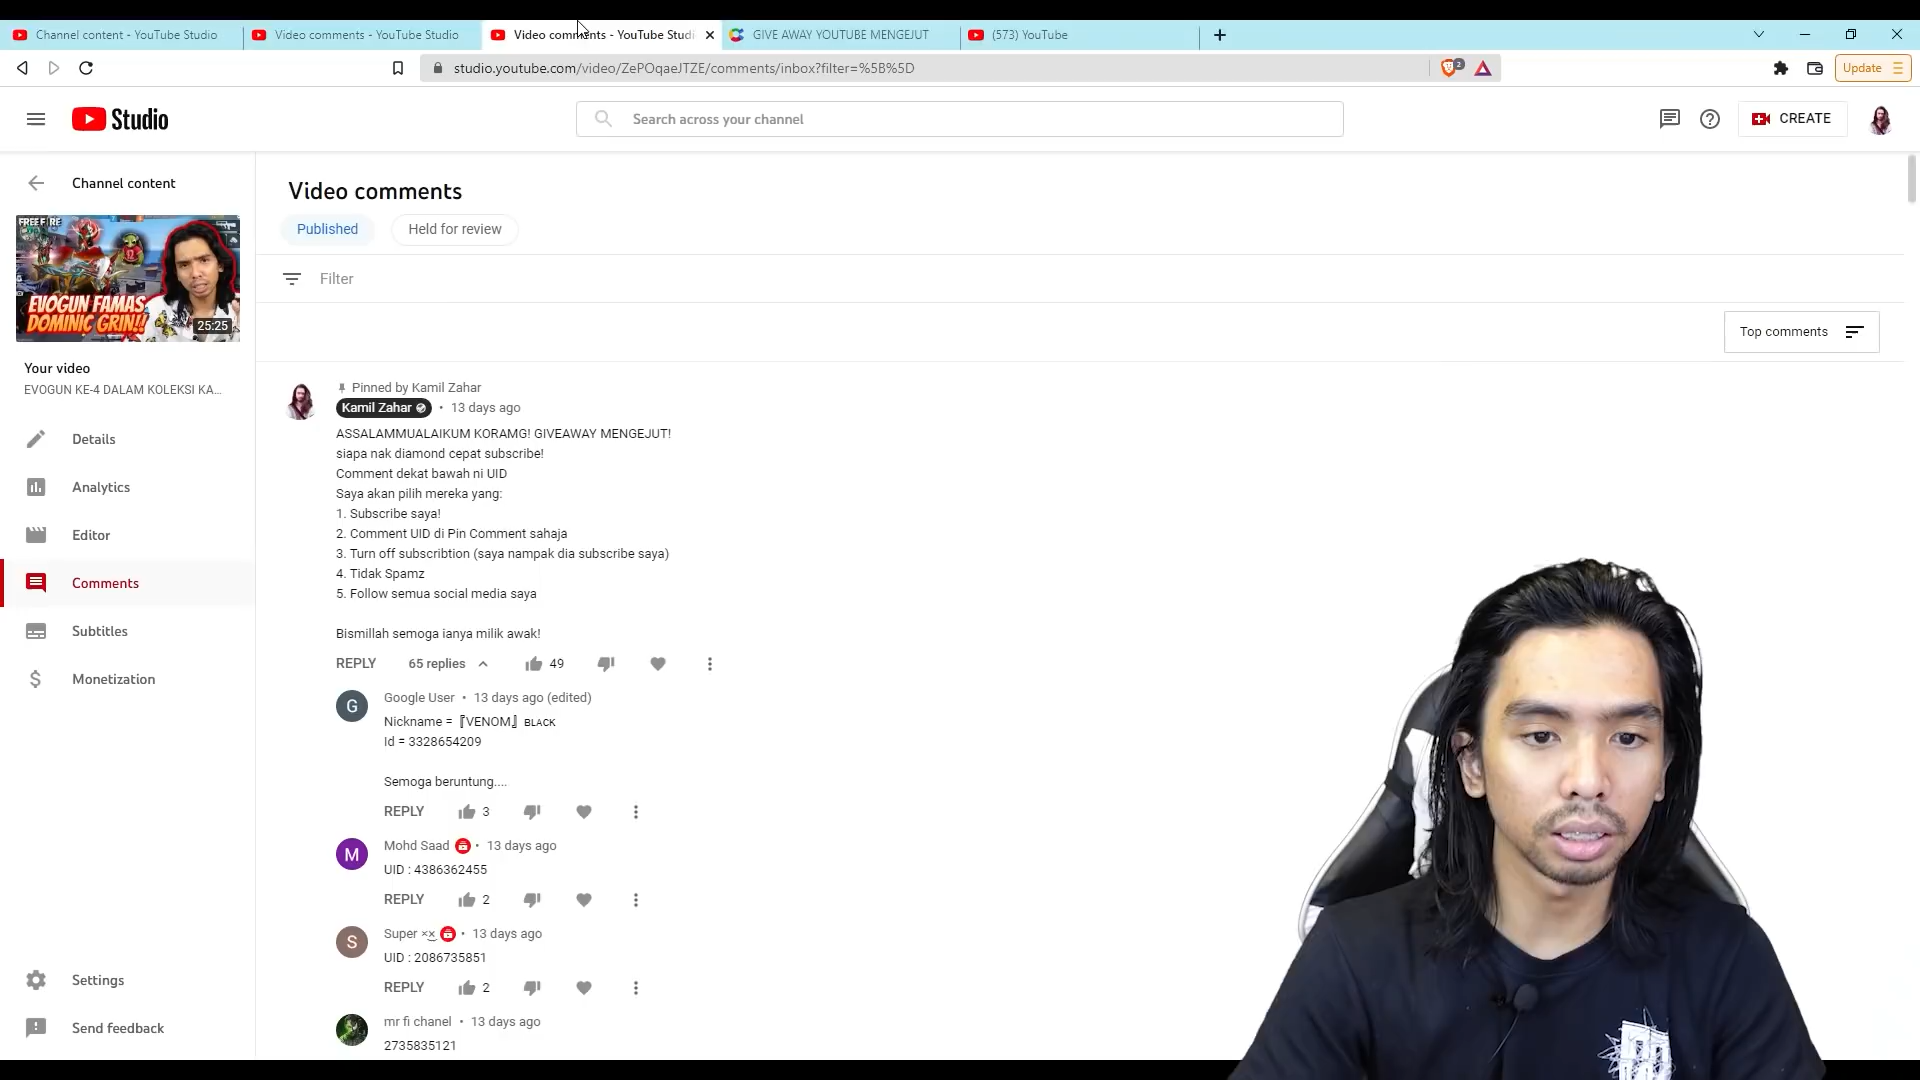 Channel content - YouTube Studio
Video comments - YouTube Studio
Video comments - YouTube Studi
GIVE AWAY YOUTUBE MENGEJUT
(573) YouTube
studio.youtube.com/video/ZePOqaeJTZE/comments/inbox?filter=%5B%5D
2
Update
Studio
Search across your channel
CREATE
Channel content
FREE FIRE
EVOGUN FAMAS
DOMINIC GRIN!!
25:25
Your video
EVOGUN KE-4 DALAM KOLEKSI KA...
Details
Analytics
Editor
Comments
Subtitles
Monetization
Settings
Send feedback
Video comments
Published
Held for review
Filter
Top comments
Pinned by Kamil Zahar
Kamil Zahar • 13 days ago
ASSALAMMUALAIKUM KORAMG! GIVEAWAY MENGEJUT!
siapa nak diamond cepat subscribe!
Comment dekat bawah ni UID
Saya akan pilih mereka yang:
1. Subscribe saya!
2. Comment UID di Pin Comment sahaja
3. Turn off subscribtion (saya nampak dia subscribe saya)
4. Tidak Spamz
5. Follow semua social media saya
Bismillah semoga ianya milik awak!
REPLY 65 replies 49
G
Google User • 13 days ago (edited)
Nickname =『VENOM』ʙʟᴀᴄᴋ
Id = 3328654209
Semoga beruntung....
REPLY 3
M
Mohd Saad • 13 days ago
UID : 4386362455
REPLY 2
S
Super • 13 days ago
UID : 2086735851
REPLY 2
mr fi chanel • 13 days ago
2735835121